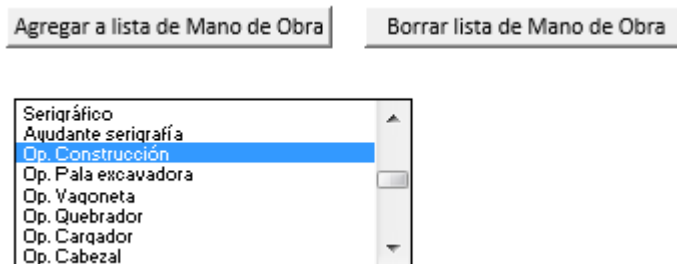 Agregar a lista de Mano de Obra
Borrar lista de Mano de Obra
Serigráfico
Ayudante serigrafía
Op. Construcción
Op. Pala excavadora
Op. Vagoneta
Op. Quebrador
Op. Cargador
Op. Cabezal